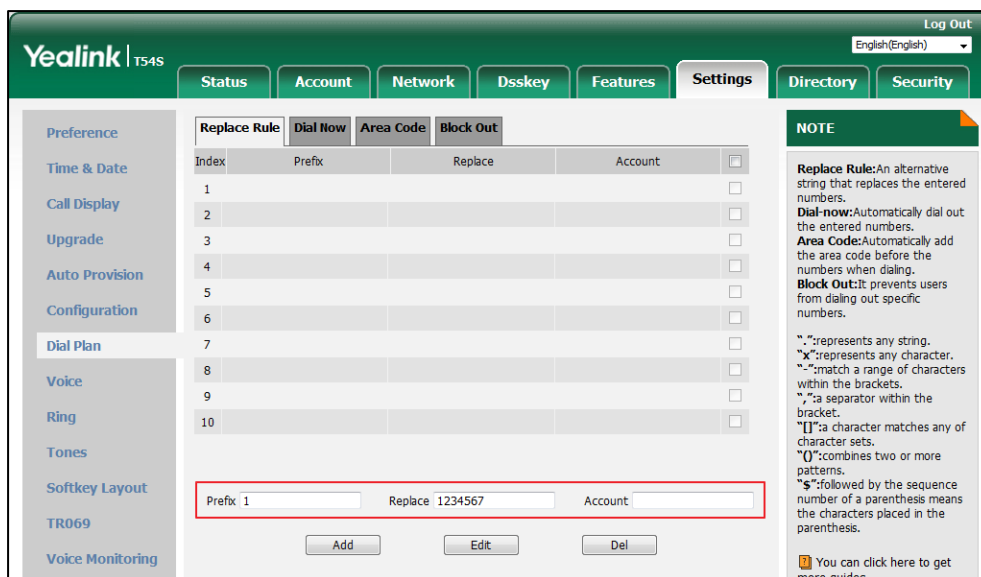 Log Out
Yealink T54S
English(English)
Status Account Network Dsskey Features Settings Directory Security
Preference
Time & Date
Call Display
Upgrade
Auto Provision
Configuration
Dial Plan
Voice
Ring
Tones
Softkey Layout
TR069
Voice Monitoring
Replace Rule Dial Now Area Code Block Out
Index Prefix Replace Account
1
2
3
4
5
6
7
8
9
10
Prefix 1 Replace 1234567 Account
Add Edit Del
NOTE
Replace Rule:An alternative
string that replaces the entered
numbers.
Dial-now:Automatically dial out
the entered numbers.
Area Code:Automatically add
the area code before the
numbers when dialing.
Block Out:It prevents users
from dialing out specific
numbers.
".":represents any string.
"x":represents any character.
"-":match a range of characters
within the brackets.
",":a separator within the
bracket.
"[]":a character matches any of
character sets.
"()":combines two or more
patterns.
"$":followed by the sequence
number of a parenthesis means
the characters placed in the
parenthesis.
You can click here to get
more guides